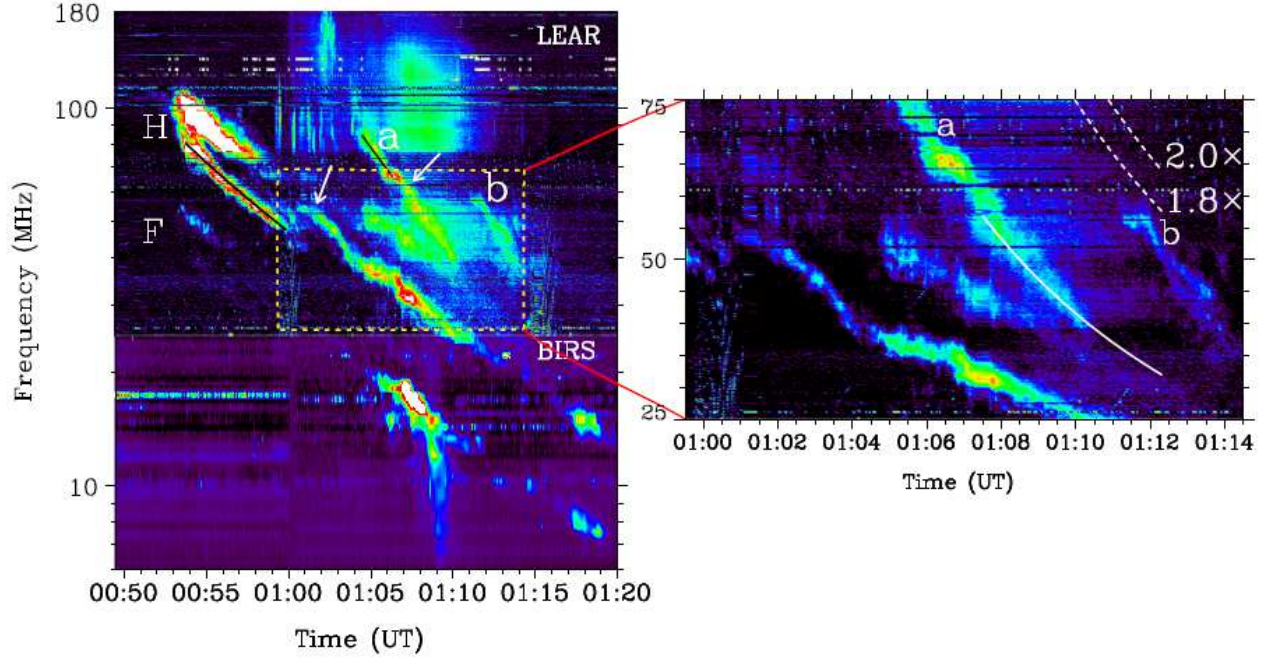 180
100
10
Frequency (MHz)
LEAR
H
F
a
b
BIRS
00:50 00:55 01:00 01:05 01:10 01:15 01:20
Time (UT)
75
50
25
a
2.0×
1.8×
b
01:00 01:02 01:04 01:06 01:08 01:10 01:12 01:14
Time (UT)